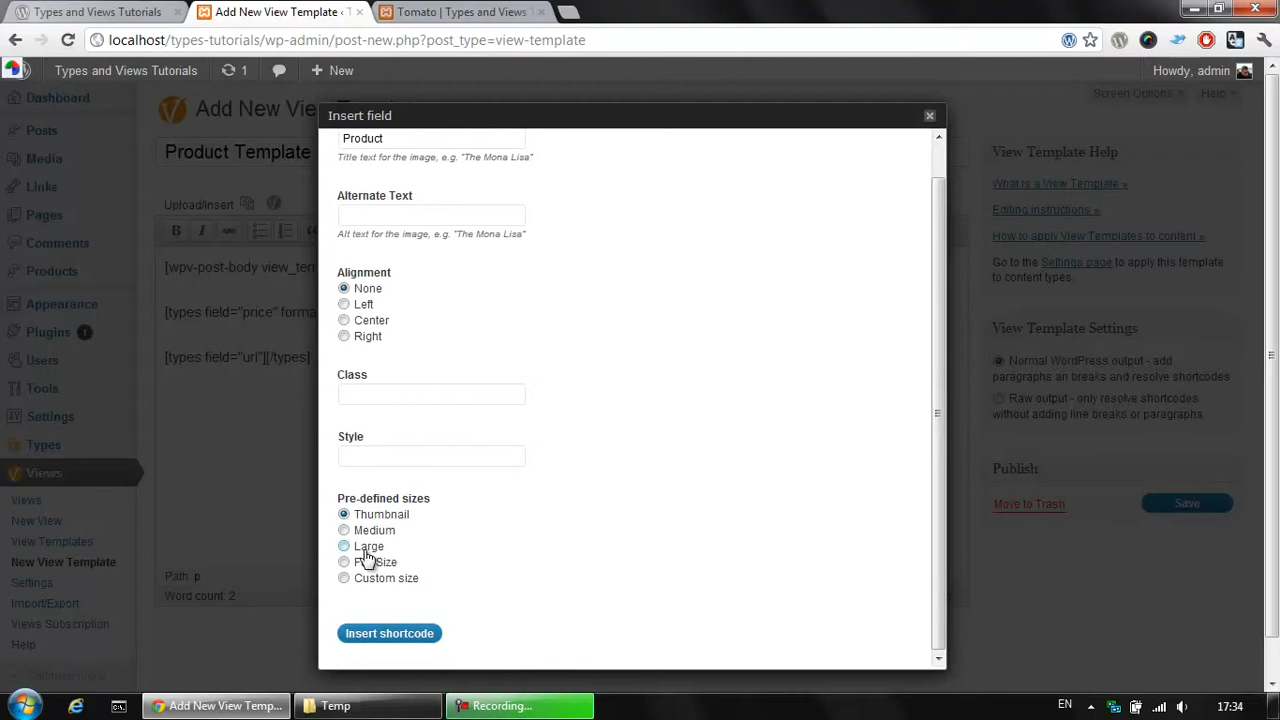 Types and Views Tutorials
Add New View Template ‹
Tomato | Types and Views
localhost/types-tutorials/wp-admin/post-new.php?post_type=view-template
Types and Views Tutorials
1
New
Howdy, admin
Dashboard
Posts
Media
Links
Pages
Comments
Products
Appearance
Plugins 1
Users
Tools
Settings
Types
Views
Views
New View
View Templates
New View Template
Settings
Import/Export
Views Subscription
Help
Collapse menu
Add New Vi
Screen Options
Help
Product Template
Upload/Insert
B I ABC
[wpv-post-body view_ten
[types field="price" forma
[types field="url"][/types]
Path: p
Word count: 2
Insert field
Product
Title text for the image, e.g. "The Mona Lisa"
Alternate Text
Alt text for the image, e.g. "The Mona Lisa"
Alignment
None
Left
Center
Right
Class
Style
Pre-defined sizes
Thumbnail
Medium
Large
Size
Custom size
Insert shortcode
View Template Help
What is a View Template »
Editing instructions »
How to apply View Templates to content »
Go to the Settings page to apply this template
to content types.
View Template Settings
Normal WordPress output - add
paragraphs an breaks and resolve shortcodes
Raw output - only resolve shortcodes
without adding line breaks or paragraphs.
Publish
Move to Trash
Save
Add New View Temp...
Temp
Recording...
EN
17:34